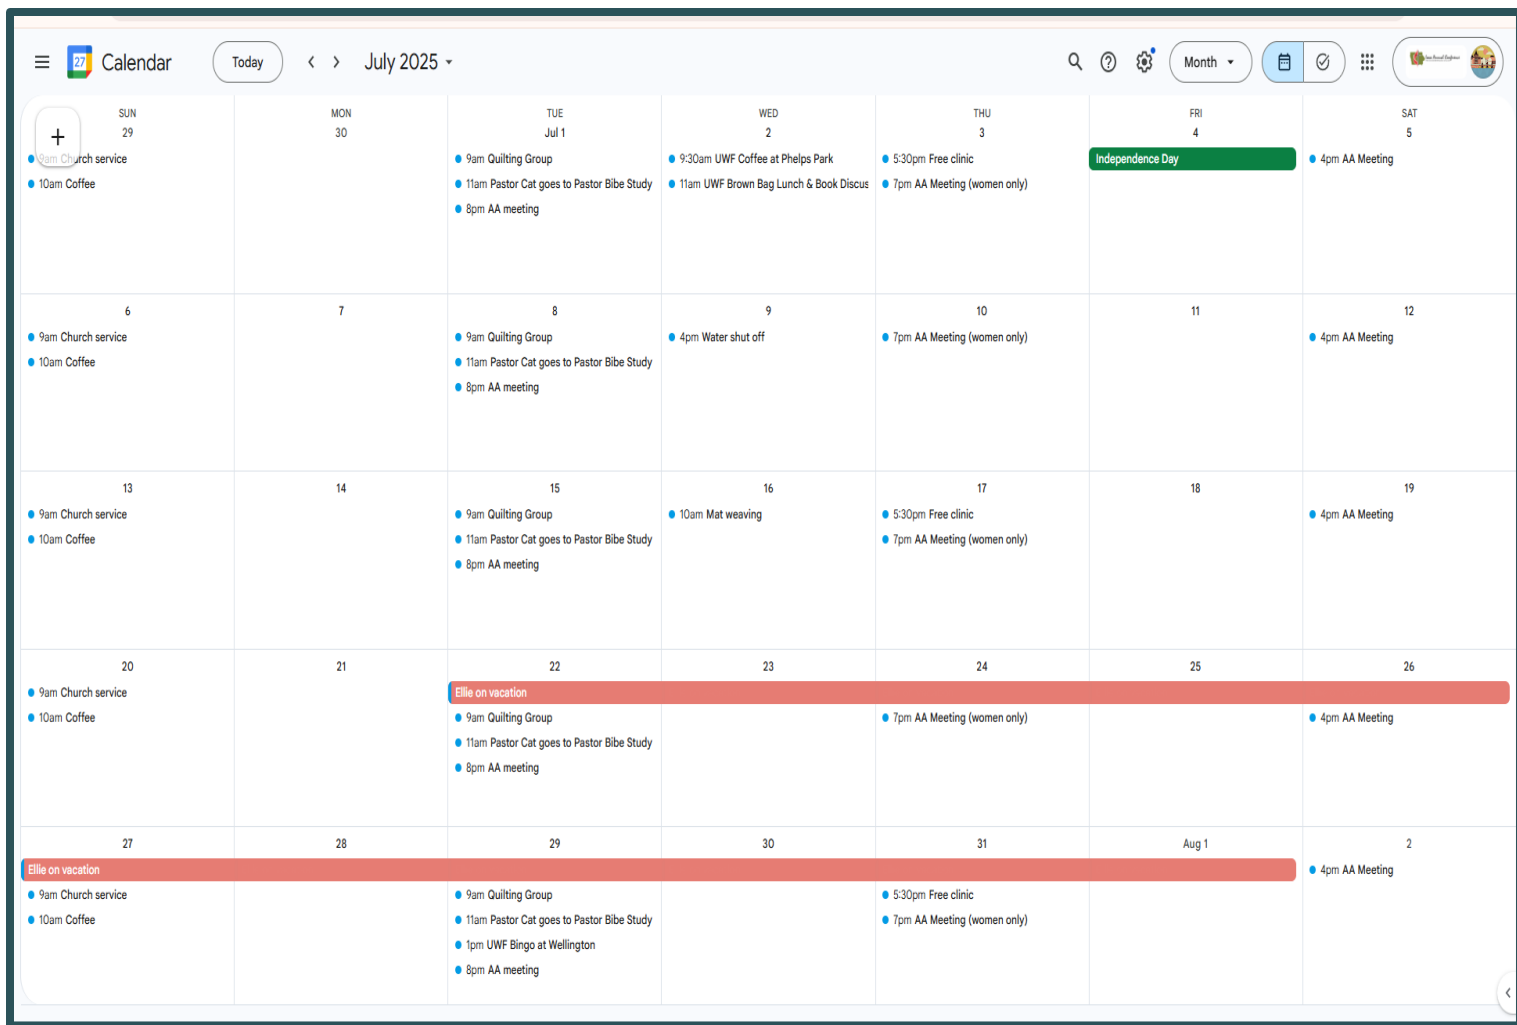 27 Calendar Today July 2025 Month
SUN MON TUE WED THU FRI SAT
29 30 Jul 1 2 3 4 5
9am Church service
10am Coffee
9am Quilting Group
11am Pastor Cat goes to Pastor Bibe Study
8pm AA meeting
9:30am UWF Coffee at Phelps Park
11am UWF Brown Bag Lunch & Book Discus
5:30pm Free clinic
7pm AA Meeting (women only)
Independence Day
4pm AA Meeting
6 7 8 9 10 11 12
9am Church service
10am Coffee
9am Quilting Group
11am Pastor Cat goes to Pastor Bibe Study
8pm AA meeting
4pm Water shut off
7pm AA Meeting (women only)
4pm AA Meeting
13 14 15 16 17 18 19
9am Church service
10am Coffee
9am Quilting Group
11am Pastor Cat goes to Pastor Bibe Study
8pm AA meeting
10am Mat weaving
5:30pm Free clinic
7pm AA Meeting (women only)
4pm AA Meeting
20 21 22 23 24 25 26
Ellie on vacation
9am Church service
10am Coffee
9am Quilting Group
11am Pastor Cat goes to Pastor Bibe Study
8pm AA meeting
7pm AA Meeting (women only)
4pm AA Meeting
27 28 29 30 31 Aug 1 2
Ellie on vacation
9am Church service
10am Coffee
9am Quilting Group
11am Pastor Cat goes to Pastor Bibe Study
1pm UWF Bingo at Wellington
8pm AA meeting
5:30pm Free clinic
7pm AA Meeting (women only)
4pm AA Meeting